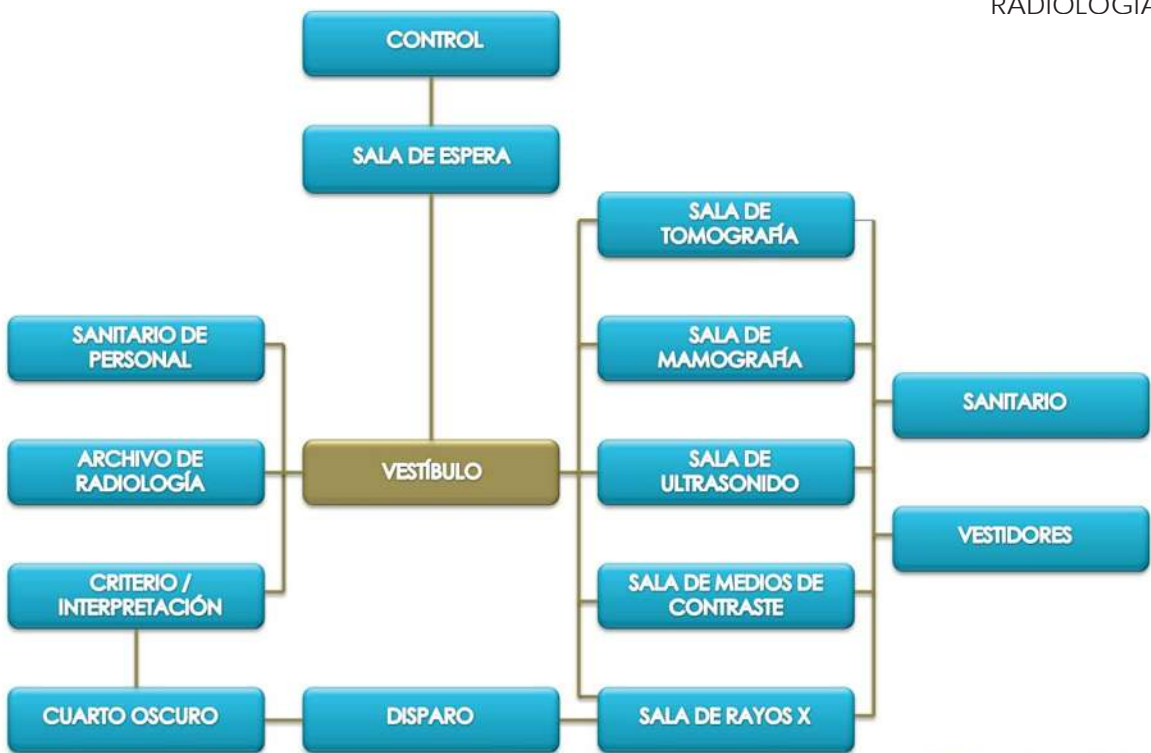 RADIOLOGÍA
CONTROL
SALA DE ESPERA
SALA DE
TOMOGRAFÍA
SANITARIO DE
PERSONAL
SALA DE
MAMOGRAFÍA
SANITARIO
ARCHIVO DE
RADIOLOGÍA
VESTÍBULO
SALA DE
ULTRASONIDO
VESTIDORES
CRITERIO /
INTERPRETACIÓN
SALA DE MEDIOS DE
CONTRASTE
CUARTO OSCURO
DISPARO
SALA DE RAYOS X